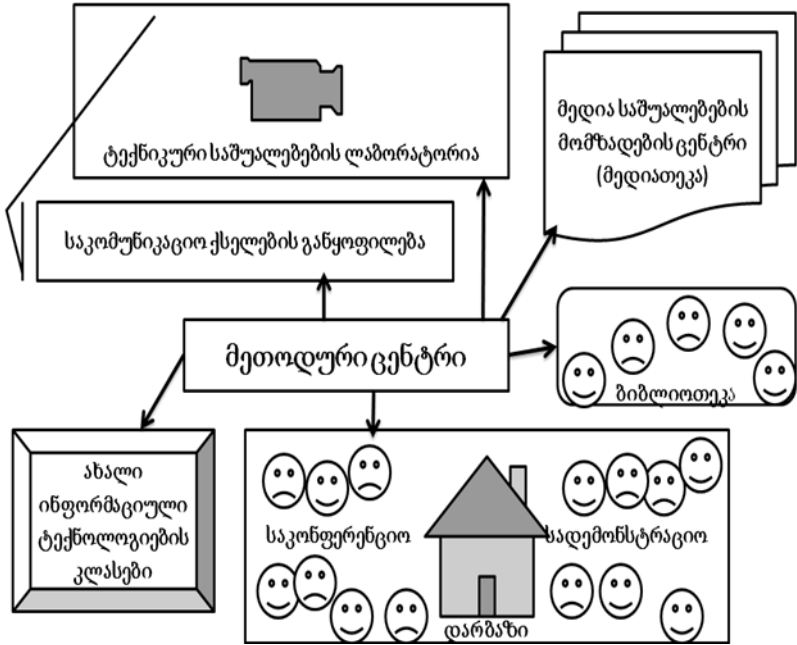 ტექნიკური საშუალებების ლაბორატორია
მედია საშუალებების
მომზადების ცენტრი
(მედიათეკა)
საკომუნიკაციო ქსელების განყოფილება
მეთოდური ცენტრი
ბიბლიოთეკა
ახალი
ინფორმაციული
ტექნოლოგიების
კლასები
საკონფერენციო
სადემონსტრაციო
დარბაზი